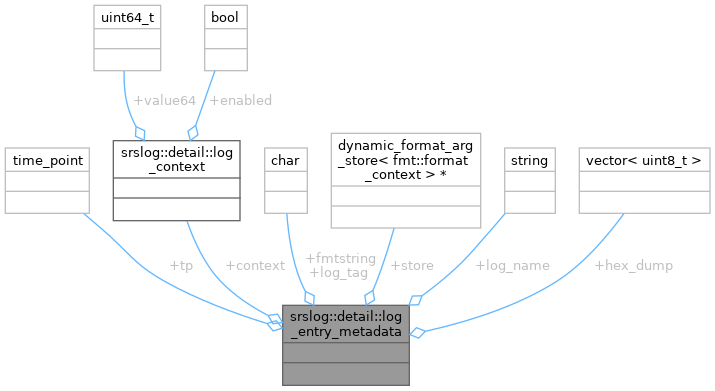 uint64_t
bool
+value64
+enabled
time_point
srslog::detail::log
_context
char
dynamic_format_arg
_store< fmt::format
_context > *
string
vector< uint8_t >
+tp
+context
+fmtstring
+log_tag
+store
+log_name
+hex_dump
srslog::detail::log
_entry_metadata